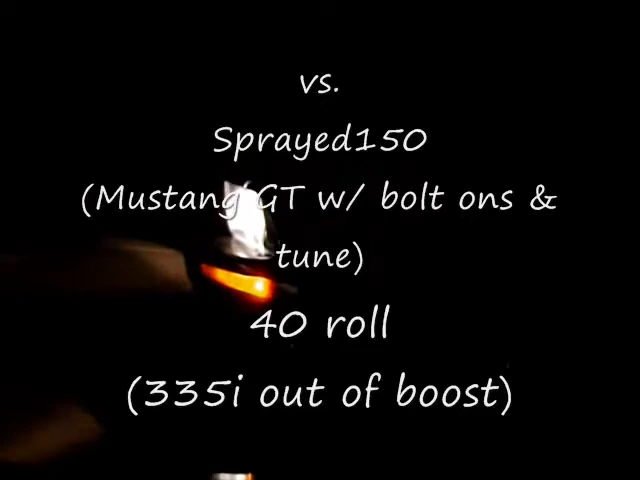 vs.
Sprayed150
(Mustang GT w/ bolt ons &
tune)
40 roll
(335i out of boost)